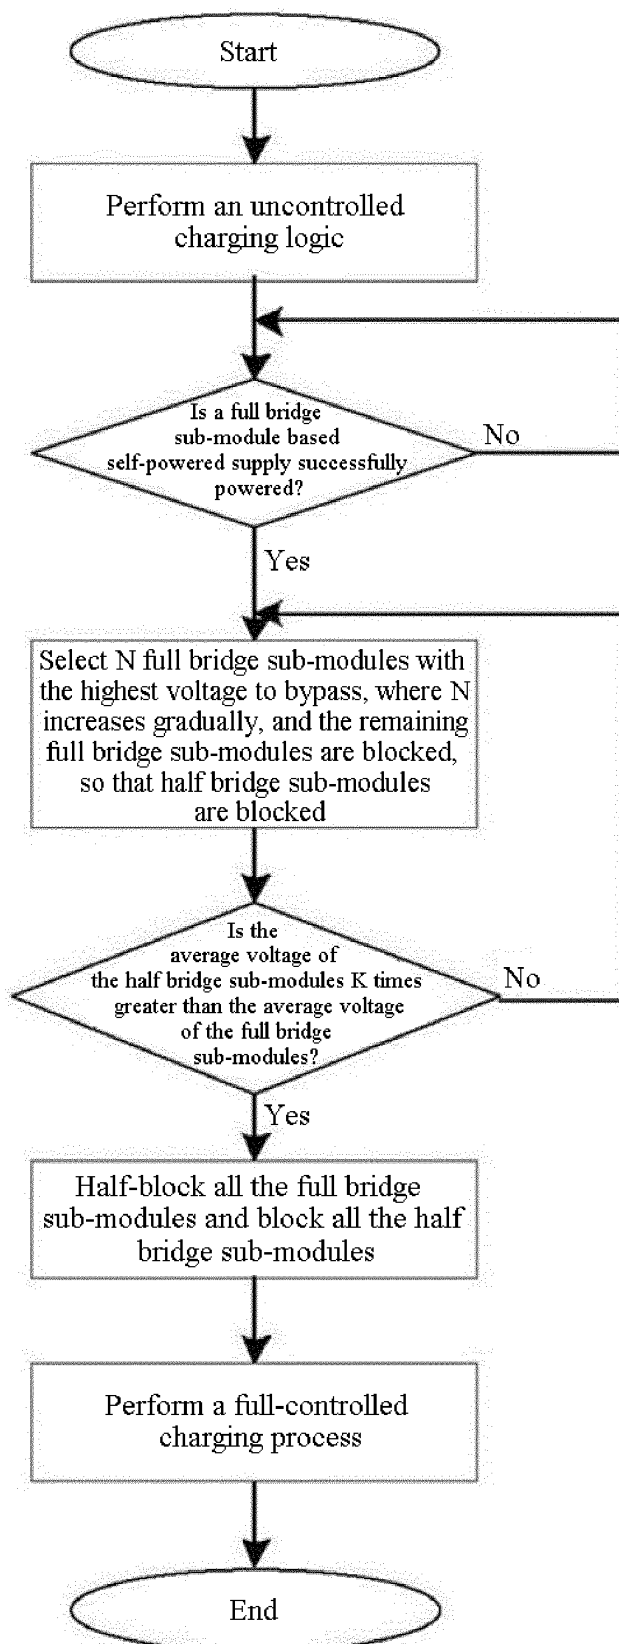 Start
Perform an uncontrolled
charging logic
Is a full bridge
sub-module based
self-powered supply successfully
powered?
No
Yes
Select N full bridge sub-modules with
the highest voltage to bypass, where N
increases gradually, and the remaining
full bridge sub-modules are blocked,
so that half bridge sub-modules
are blocked
Is the
average voltage of
the half bridge sub-modules K times
greater than the average voltage
of the full bridge
sub-modules?
No
Yes
Half-block all the full bridge
sub-modules and block all the half
bridge sub-modules
Perform a full-controlled
charging process
End